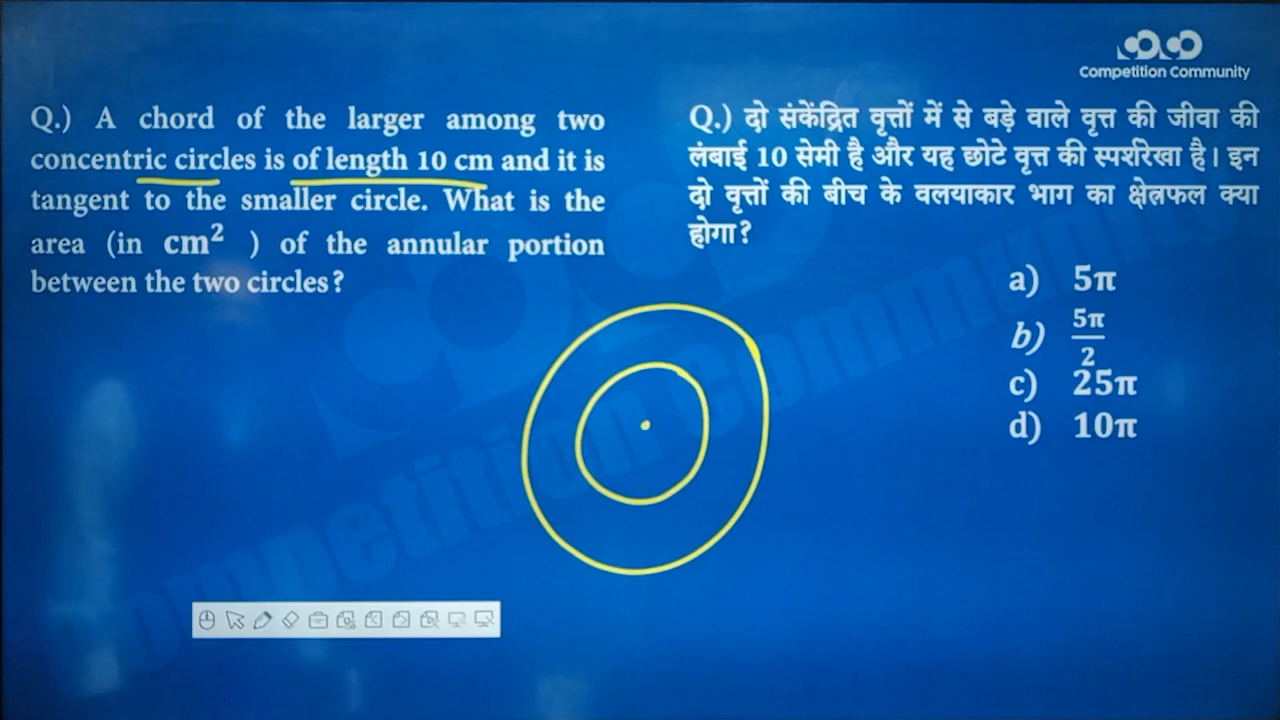 Competition Community
Q.) A chord of the larger among two
concentric circles is of length 10 cm and it is
tangent to the smaller circle. What is the
area (in cm² ) of the annular portion
between the two circles?
Q.) दो संकेंद्रित वृत्तों में से बड़े वाले वृत्त की जीवा की
लंबाई 10 सेमी है और यह छोटे वृत्त की स्पर्शरेखा है। इन
दो वृत्तों की बीच के वलयाकार भाग का क्षेत्रफल क्या
होगा?
a) 5π
b) 5π/2
c) 25π
d) 10π
Competition Community